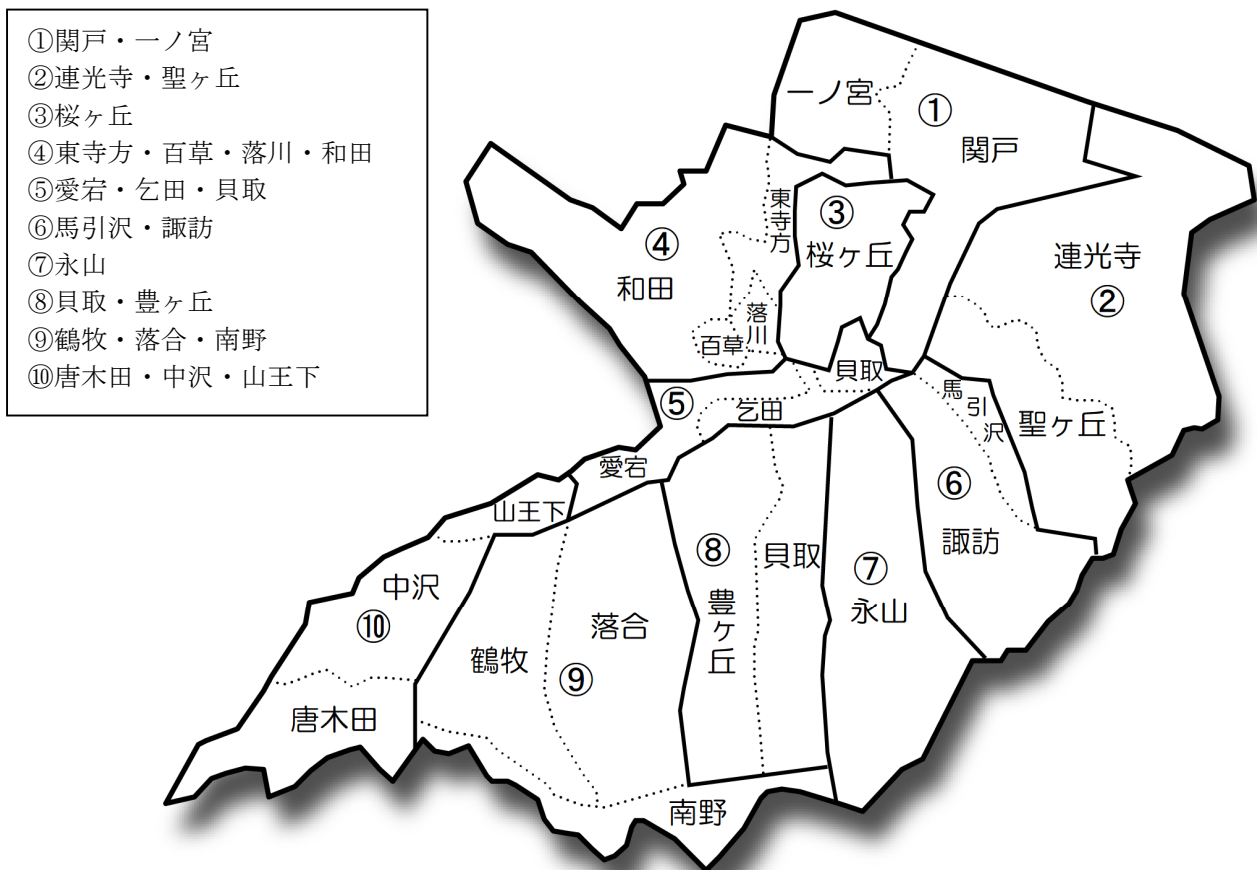 ①関戸・一ノ宮
②連光寺・聖ヶ丘
③桜ヶ丘
④東寺方・百草・落川・和田
⑤愛宕・乞田・貝取
⑥馬引沢・諏訪
⑦永山
⑧貝取・豊ヶ丘
⑨鶴牧・落合・南野
⑩唐木田・中沢・山王下
一ノ宮
①
関戸
東寺方
③
桜ヶ丘
④
和田
連光寺
②
落川
百草
貝取
⑤
乞田
馬引沢
聖ヶ丘
愛宕
⑥
諏訪
山王下
⑧
豊ヶ丘
貝取
⑦
永山
中沢
⑩
落合
鶴牧
⑨
唐木田
南野